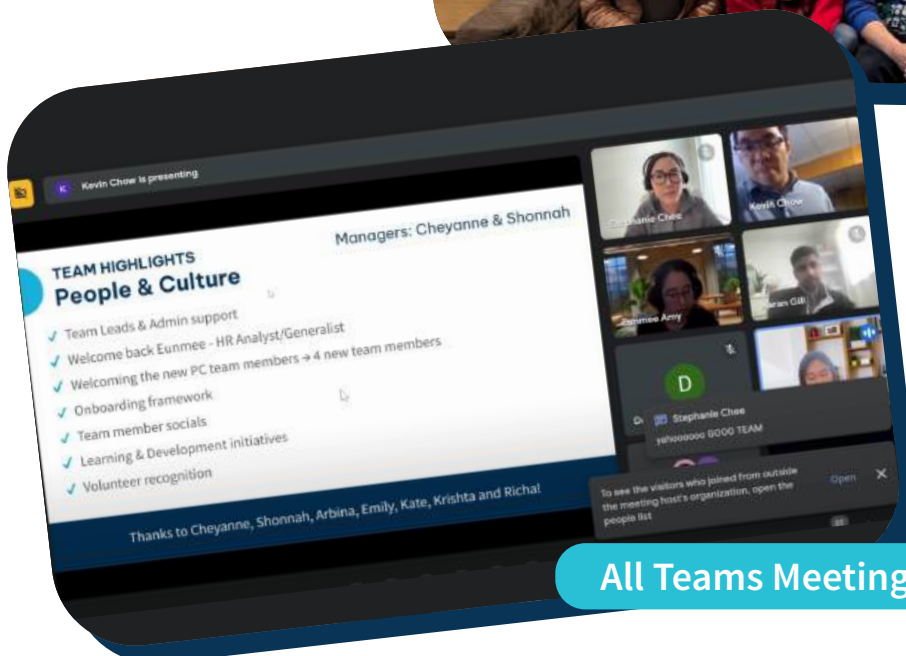 K Kevin Chow is presenting
TEAM HIGHLIGHTS
People & Culture
Managers: Cheyanne & Shonnah
✓ Team Leads & Admin support
✓ Welcome back Eunmee - HR Analyst/Generalist
✓ Welcoming the new PC team members → 4 new team members
✓ Onboarding framework
✓ Team member socials
✓ Learning & Development initiatives
✓ Volunteer recognition
Thanks to Cheyanne, Shonnah, Arbina, Emily, Kate, Krishta and Richa!
Stephanie Chee
Kevin Chow
Eunmee Amy
Gill
D
Stephanie Chee
yahoooooo GOOO TEAM
To see the visitors who joined from outside
the meeting host's organization, open the
people list
Open
All Teams Meeting